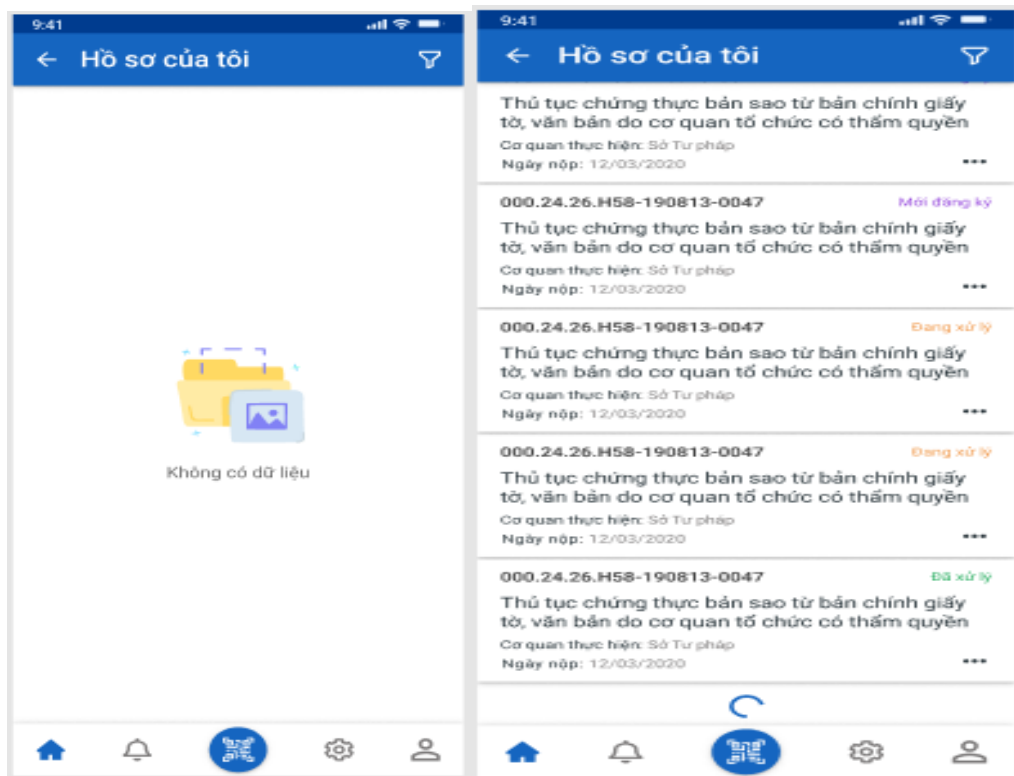 9:41
Hồ sơ của tôi
Không có dữ liệu
9:41
Hồ sơ của tôi
Thủ tục chứng thực bản sao từ bản chính giấy
tờ, văn bản do cơ quan tổ chức có thẩm quyền
Cơ quan thực hiện: Sở Tư pháp
Ngày nộp: 12/03/2020
000.24.26.H58-190813-0047 Mới đăng ký
Thủ tục chứng thực bản sao từ bản chính giấy
tờ, văn bản do cơ quan tổ chức có thẩm quyền
Cơ quan thực hiện: Sở Tư pháp
Ngày nộp: 12/03/2020
000.24.26.H58-190813-0047 Đang xử lý
Thủ tục chứng thực bản sao từ bản chính giấy
tờ, văn bản do cơ quan tổ chức có thẩm quyền
Cơ quan thực hiện: Sở Tư pháp
Ngày nộp: 12/03/2020
000.24.26.H58-190813-0047 Đang xử lý
Thủ tục chứng thực bản sao từ bản chính giấy
tờ, văn bản do cơ quan tổ chức có thẩm quyền
Cơ quan thực hiện: Sở Tư pháp
Ngày nộp: 12/03/2020
000.24.26.H58-190813-0047 Đã xử lý
Thủ tục chứng thực bản sao từ bản chính giấy
tờ, văn bản do cơ quan tổ chức có thẩm quyền
Cơ quan thực hiện: Sở Tư pháp
Ngày nộp: 12/03/2020